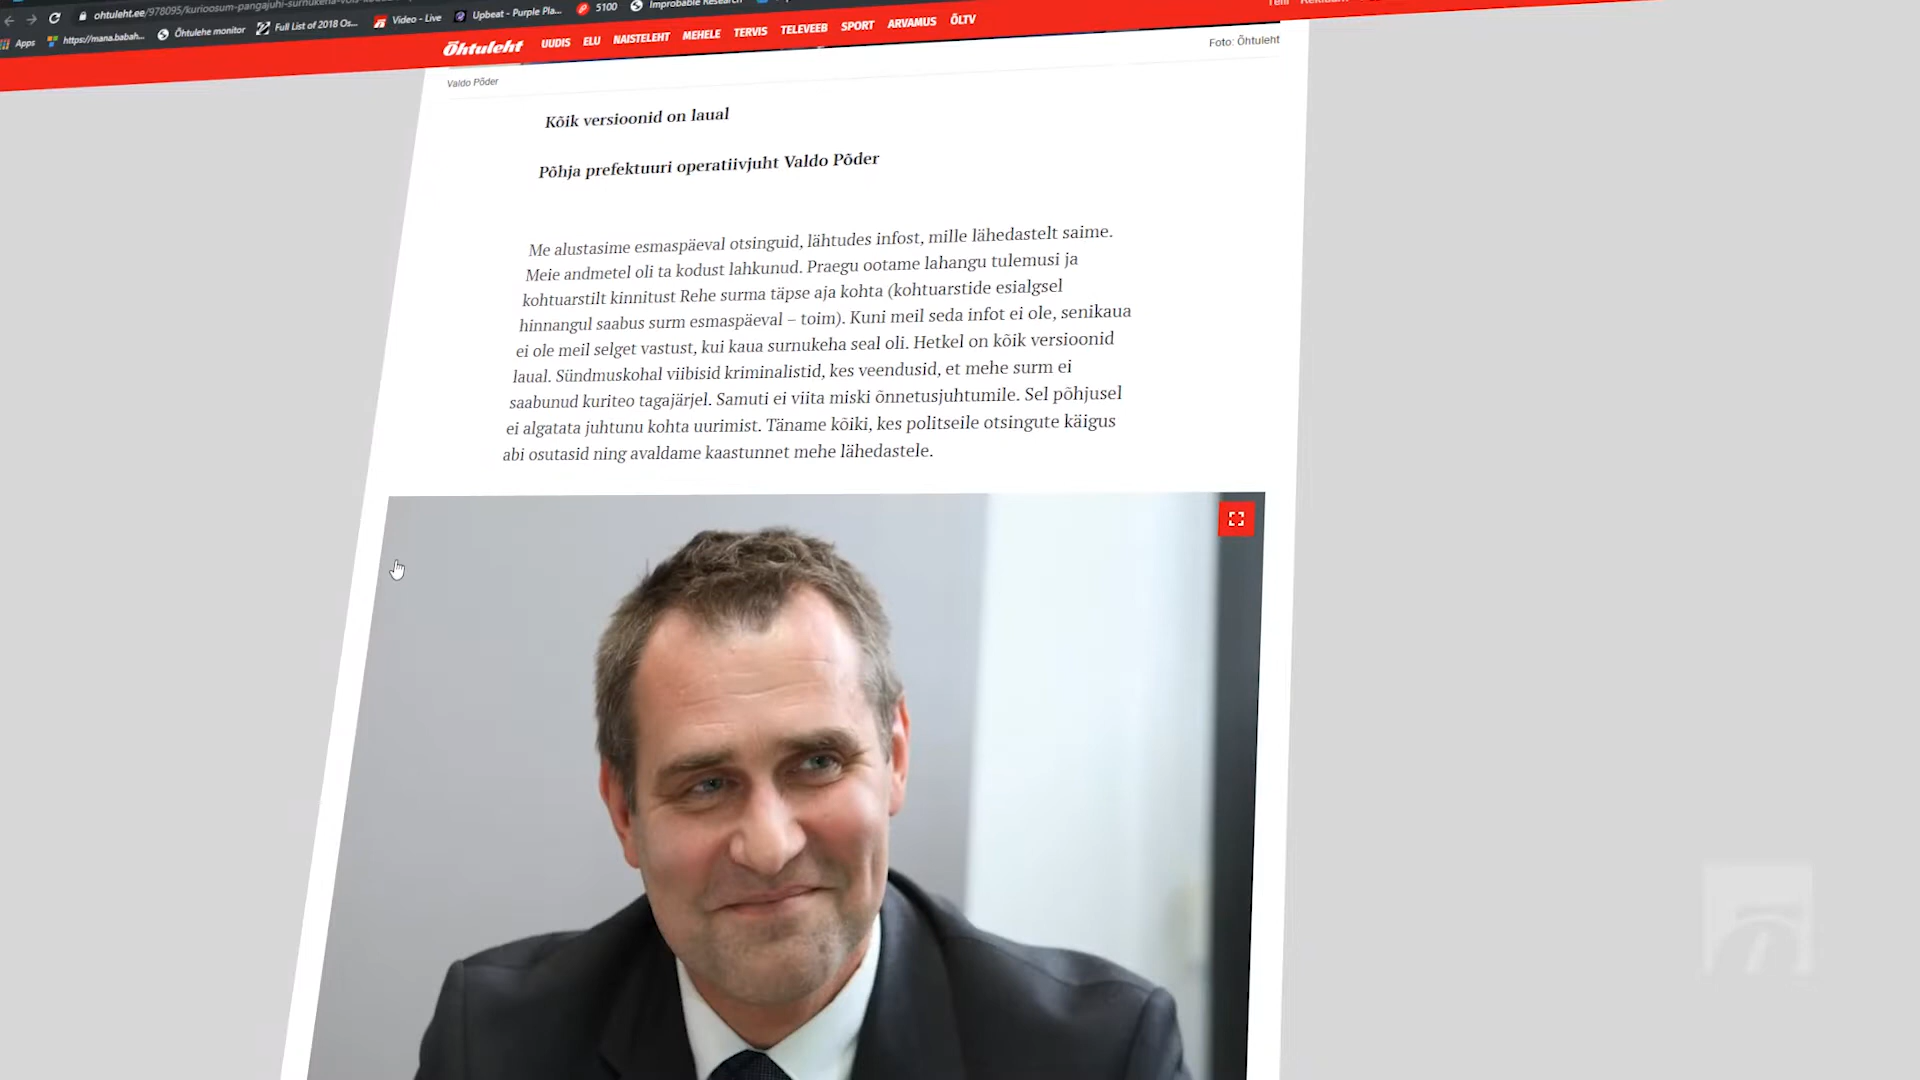 ohtuleht.ee/978095/kurioosum-pangajuhi-surnukeha-
5100
Improbable Research
Apps
https://mana.babah...
Õhtulehe monitor
Full List of 2018 Os...
Video - Live
Upbeat - Purple Pla...
Õhtuleht UUDIS ELU NAISTELEHT MEHELE TERVIS TELEVEEB SPORT ARVAMUS ÕLTV
Valdo Põder
Foto: Õhtuleht
Kõik versioonid on laual
Põhja prefektuuri operatiivjuht Valdo Põder
Me alustasime esmaspäeval otsinguid, lähtudes infost, mille lähedastelt saime.
Meie andmetel oli ta kodust lahkunud. Praegu ootame lahangu tulemusi ja
kohtuarstilt kinnitust Rehe surma täpse aja kohta (kohtuarstide esialgsel
hinnangul saabus surm esmaspäeval – toim). Kuni meil seda infot ei ole, senikaua
ei ole meil selget vastust, kui kaua surnukeha seal oli. Hetkel on kõik versioonid
laual. Sündmuskohal viibisid kriminalistid, kes veendusid, et mehe surm ei
saabunud kuriteo tagajärjel. Samuti ei viita miski õnnetusjuhtumile. Sel põhjusel
ei algatata juhtunu kohta uurimist. Täname kõiki, kes politseile otsingute käigus
abi osutasid ning avaldame kaastunnet mehe lähedastele.